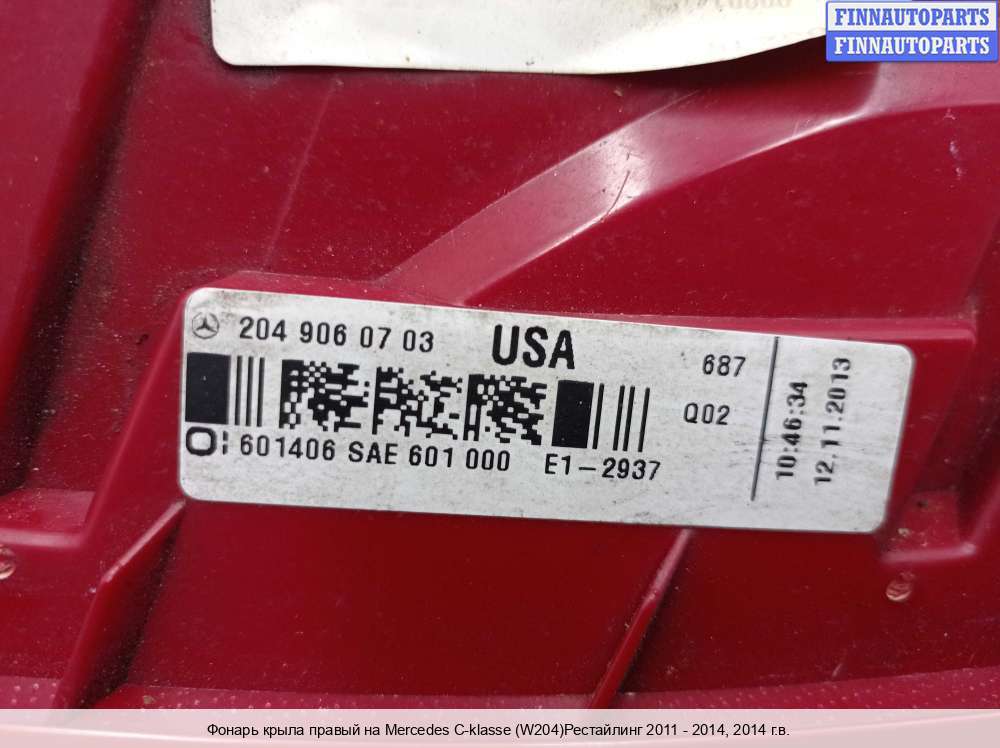 FINNAUTOPARTS
FINNAUTOPARTS
204 906 07 03 USA 687
Q02
601406 SAE 601 000 E1-2937
10:46:34
12.11.2013
Фонарь крыла правый на Mercedes C-klasse (W204)Рестайлинг 2011 - 2014, 2014 г.в.